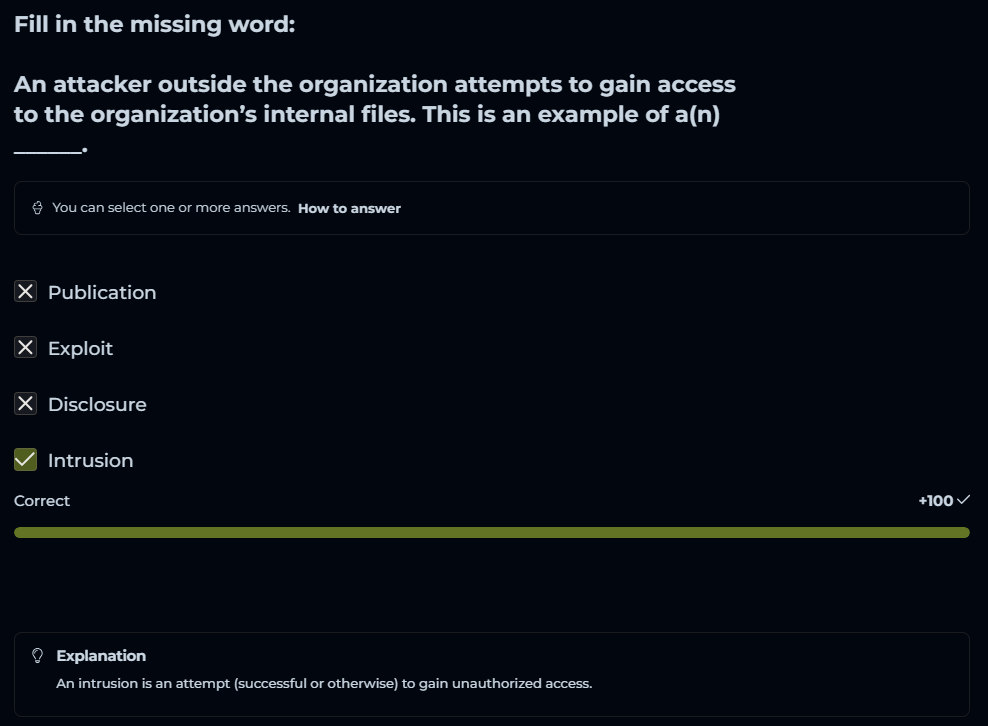 Fill in the missing word:
An attacker outside the organization attempts to gain access
to the organization’s internal files. This is an example of a(n)
______.
You can select one or more answers. How to answer
Publication
Exploit
Disclosure
Intrusion
Correct
+100
Explanation
An intrusion is an attempt (successful or otherwise) to gain unauthorized access.